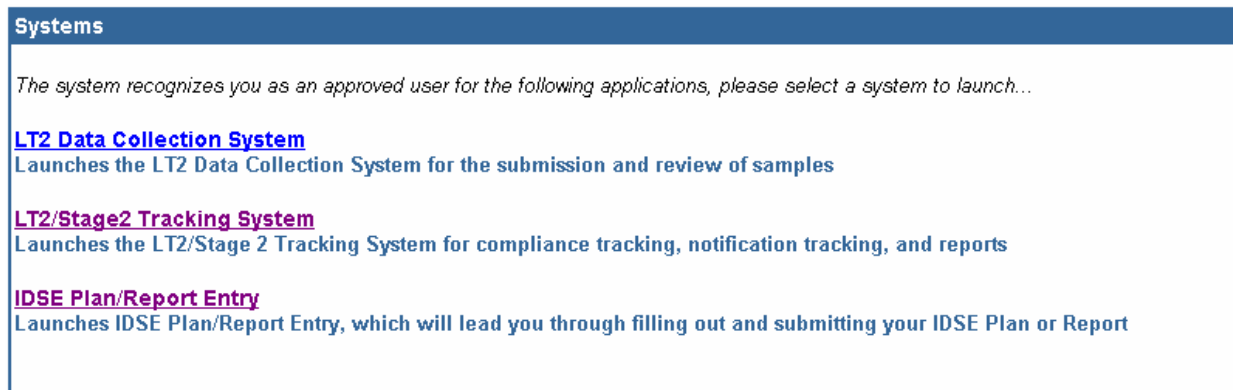 Systems
The system recognizes you as an approved user for the following applications, please select a system to launch...
LT2 Data Collection System
Launches the LT2 Data Collection System for the submission and review of samples
LT2/Stage2 Tracking System
Launches the LT2/Stage 2 Tracking System for compliance tracking, notification tracking, and reports
IDSE Plan/Report Entry
Launches IDSE Plan/Report Entry, which will lead you through filling out and submitting your IDSE Plan or Report